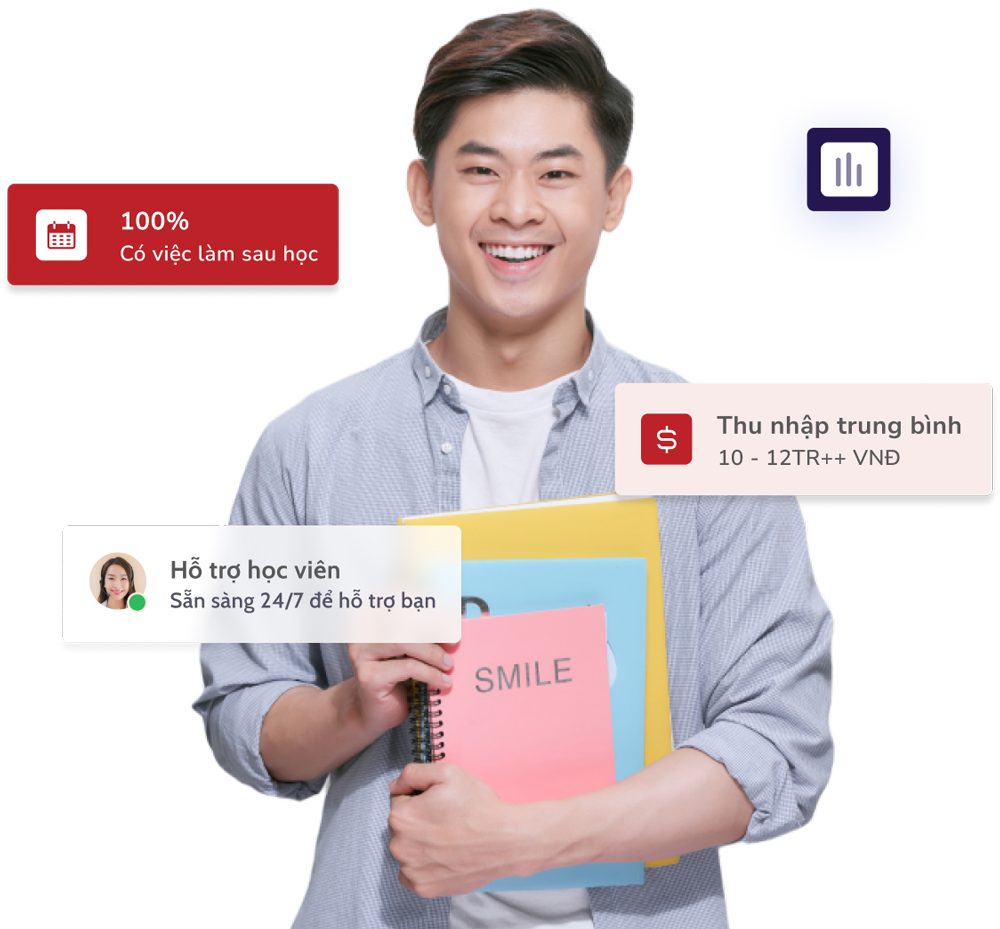 100%
Có việc làm sau học
Thu nhập trung bình
10 - 12TR++ VNĐ
Hỗ trợ học viên
Sẵn sàng 24/7 để hỗ trợ bạn
SMILE